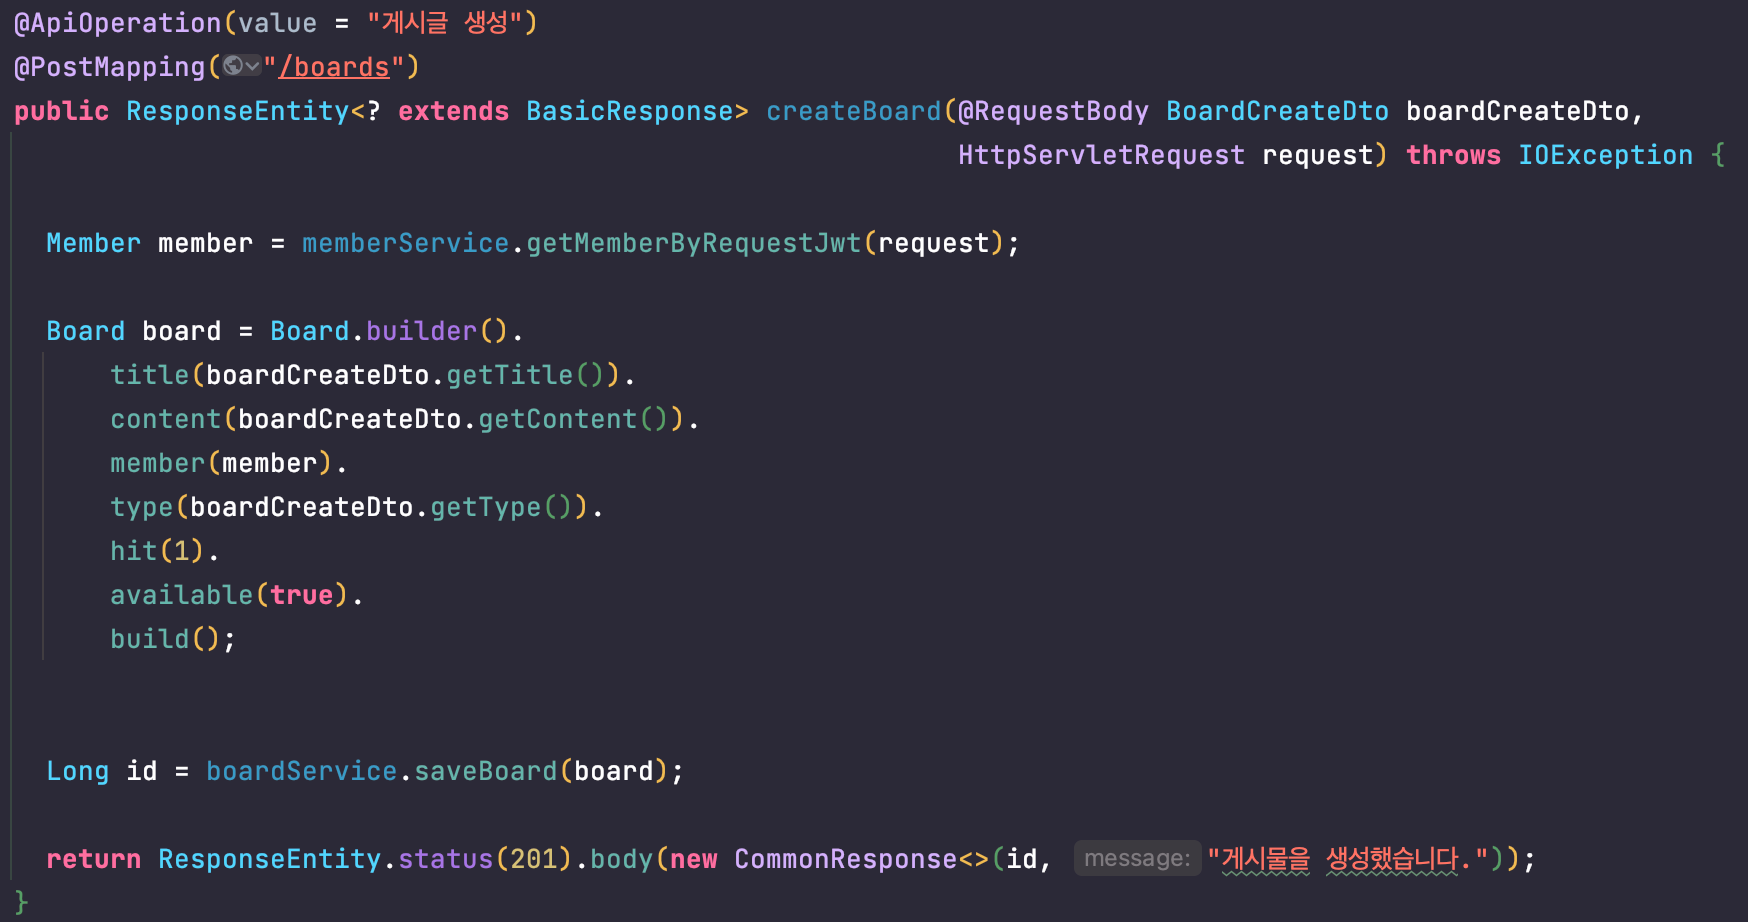 @ApiOperation(value = "게시글 생성")
@PostMapping("/boards")
public ResponseEntity<? extends BasicResponse> createBoard(@RequestBody BoardCreateDto boardCreateDto,
HttpServletRequest request) throws IOException {
Member member = memberService.getMemberByRequestJwt(request);
Board board = Board.builder().
title(boardCreateDto.getTitle()).
content(boardCreateDto.getContent()).
member(member).
type(boardCreateDto.getType()).
hit(1).
available(true).
build();
Long id = boardService.saveBoard(board);
return ResponseEntity.status(201).body(new CommonResponse<>(id, message: "게시물을 생성했습니다."));
}